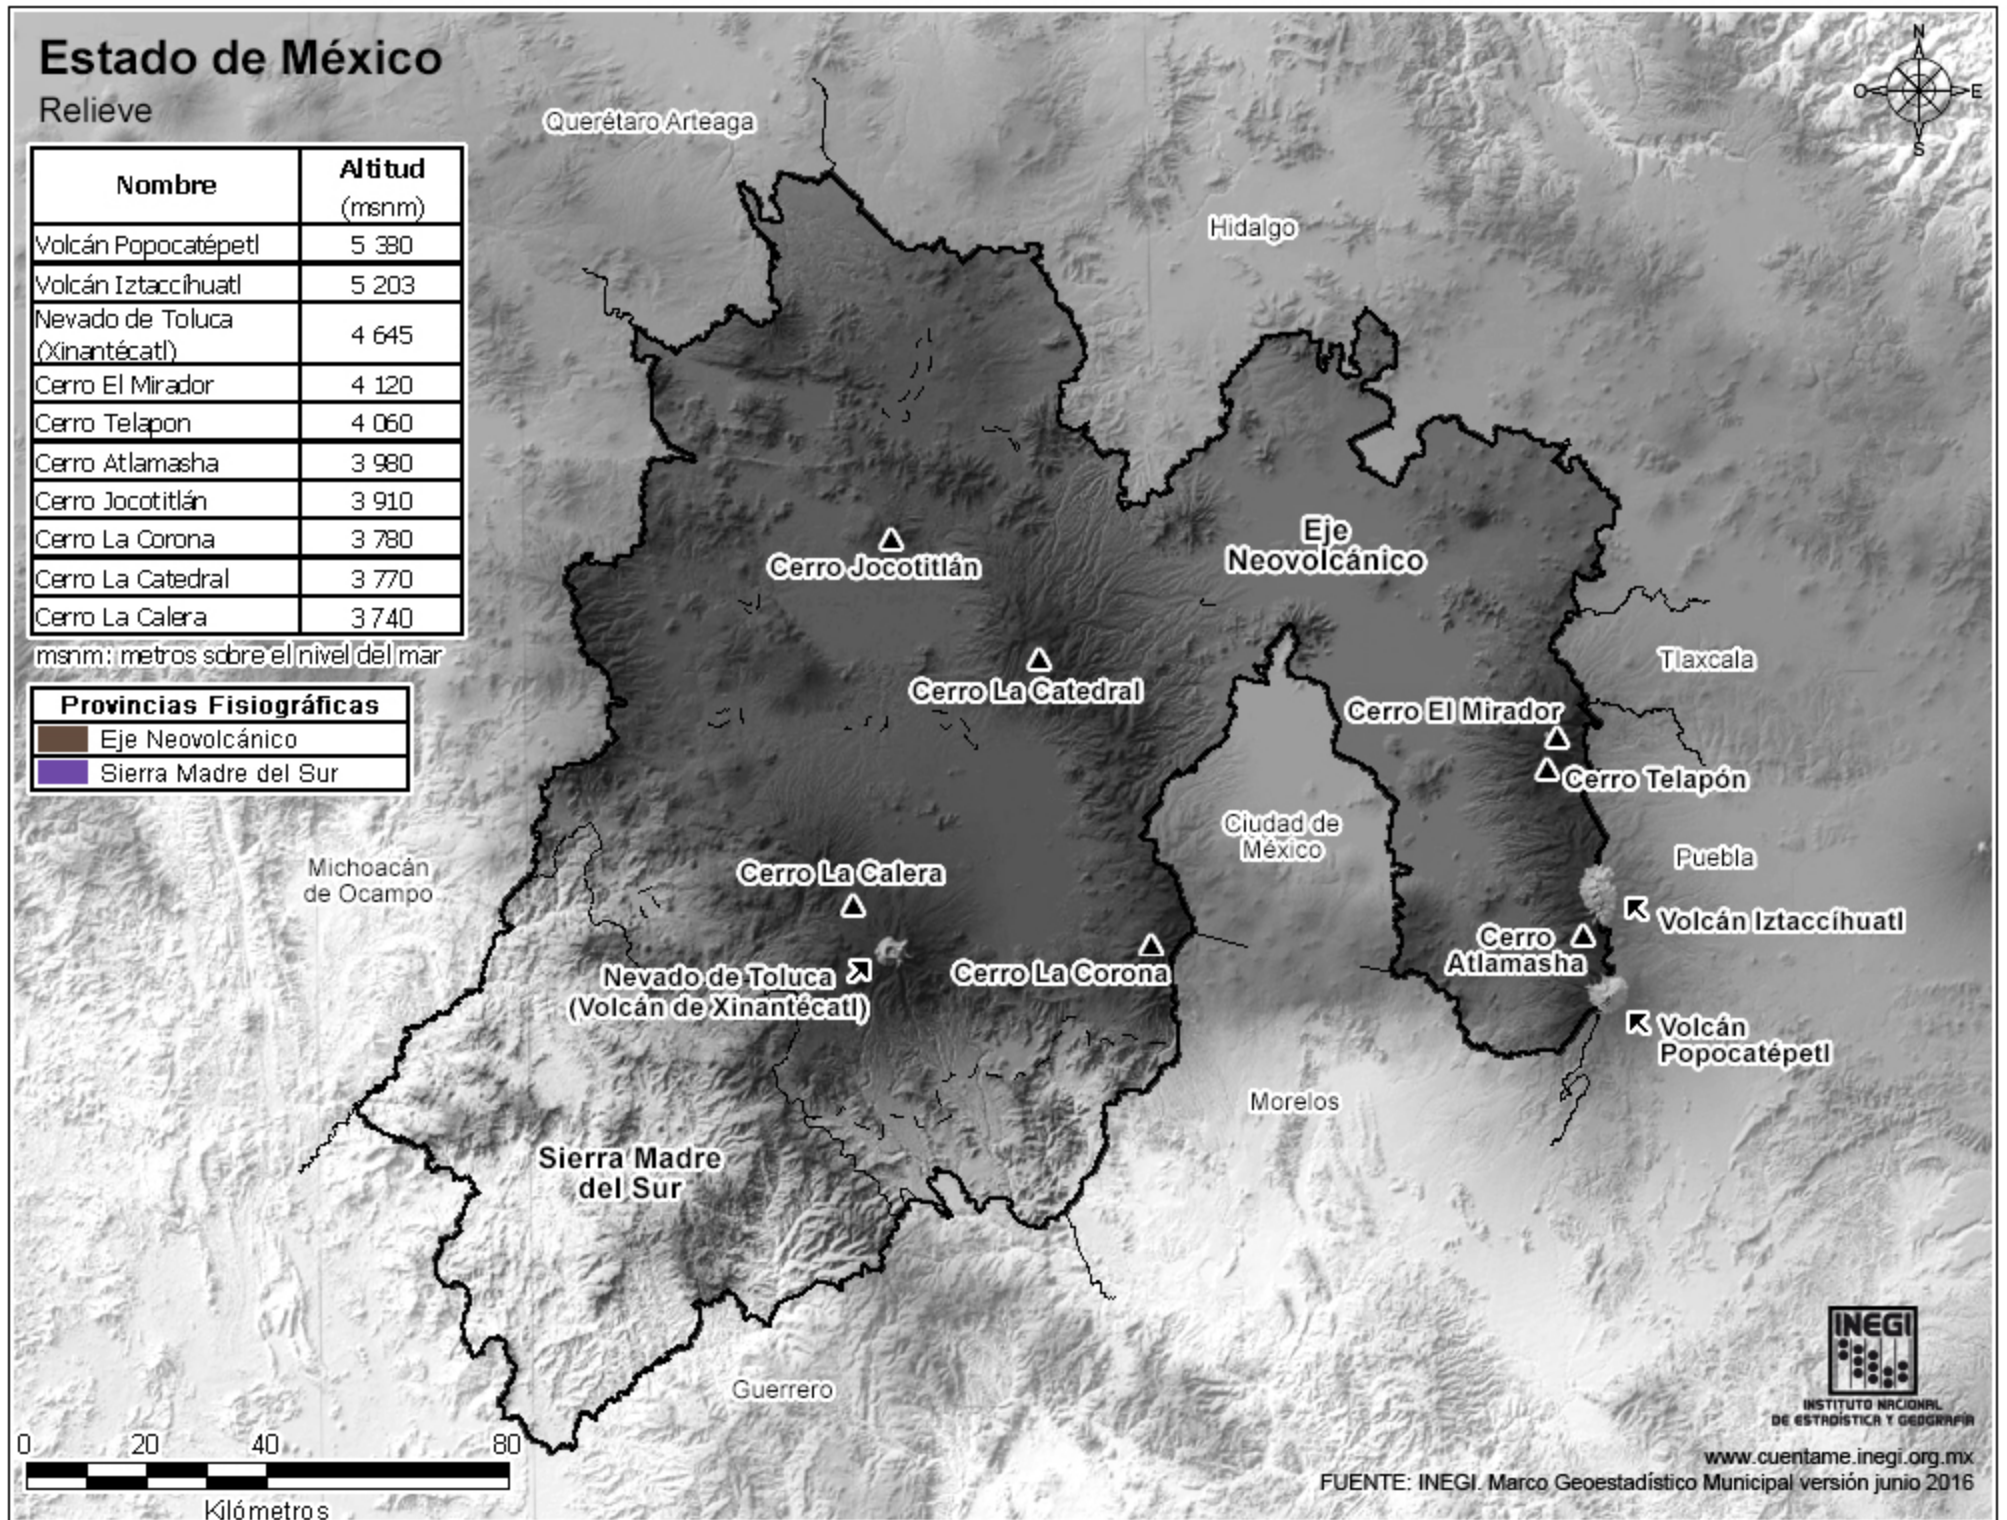 Estado de México
Relieve
Nombre
Altitud
(msnm)
Volcán Popocatépetl 5 380
Volcán Iztaccíhuatl 5 203
Nevado de Toluca
(Xinantécatl) 4 645
Cerro El Mirador 4 120
Cerro Telapon 4 060
Cerro Atlamasha 3 980
Cerro Jocotitlán 3 910
Cerro La Corona 3 780
Cerro La Catedral 3 770
Cerro La Calera 3 740
msnm: metros sobre el nivel del mar
Provincias Fisiográficas
Eje Neovolcánico
Sierra Madre del Sur
N
O
E
S
Querétaro Arteaga
Hidalgo
Eje
Neovolcánico
Cerro Jocotitlán
Tlaxcala
Cerro La Catedral
Cerro El Mirador
Cerro Telapón
Ciudad de
México
Puebla
Michoacán
de Ocampo
Cerro La Calera
Volcán Iztaccíhuatl
Cerro
Atlamasha
Nevado de Toluca
(Volcán de Xinantécatl)
Cerro La Corona
Volcán
Popocatépetl
Morelos
Sierra Madre
del Sur
Guerrero
0 20 40 80
Kilómetros
INEGI
INSTITUTO NACIONAL
DE ESTADÍSTICA Y GEOGRAFÍA
www.cuentame.inegi.org.mx
FUENTE: INEGI. Marco Geoestadístico Municipal versión junio 2016